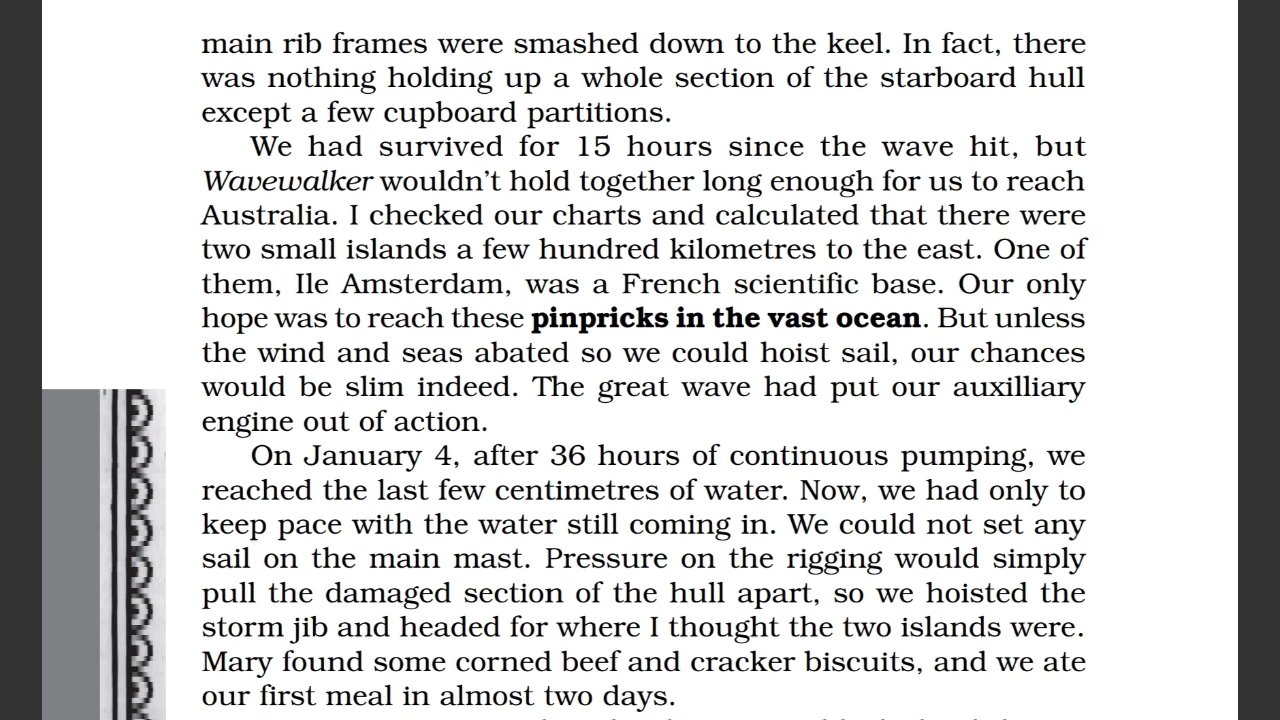 main rib frames were smashed down to the keel. In fact, there
was nothing holding up a whole section of the starboard hull
except a few cupboard partitions.
We had survived for 15 hours since the wave hit, but
Wavewalker wouldn’t hold together long enough for us to reach
Australia. I checked our charts and calculated that there were
two small islands a few hundred kilometres to the east. One of
them, Ile Amsterdam, was a French scientific base. Our only
hope was to reach these pinpricks in the vast ocean. But unless
the wind and seas abated so we could hoist sail, our chances
would be slim indeed. The great wave had put our auxilliary
engine out of action.
On January 4, after 36 hours of continuous pumping, we
reached the last few centimetres of water. Now, we had only to
keep pace with the water still coming in. We could not set any
sail on the main mast. Pressure on the rigging would simply
pull the damaged section of the hull apart, so we hoisted the
storm jib and headed for where I thought the two islands were.
Mary found some corned beef and cracker biscuits, and we ate
our first meal in almost two days.